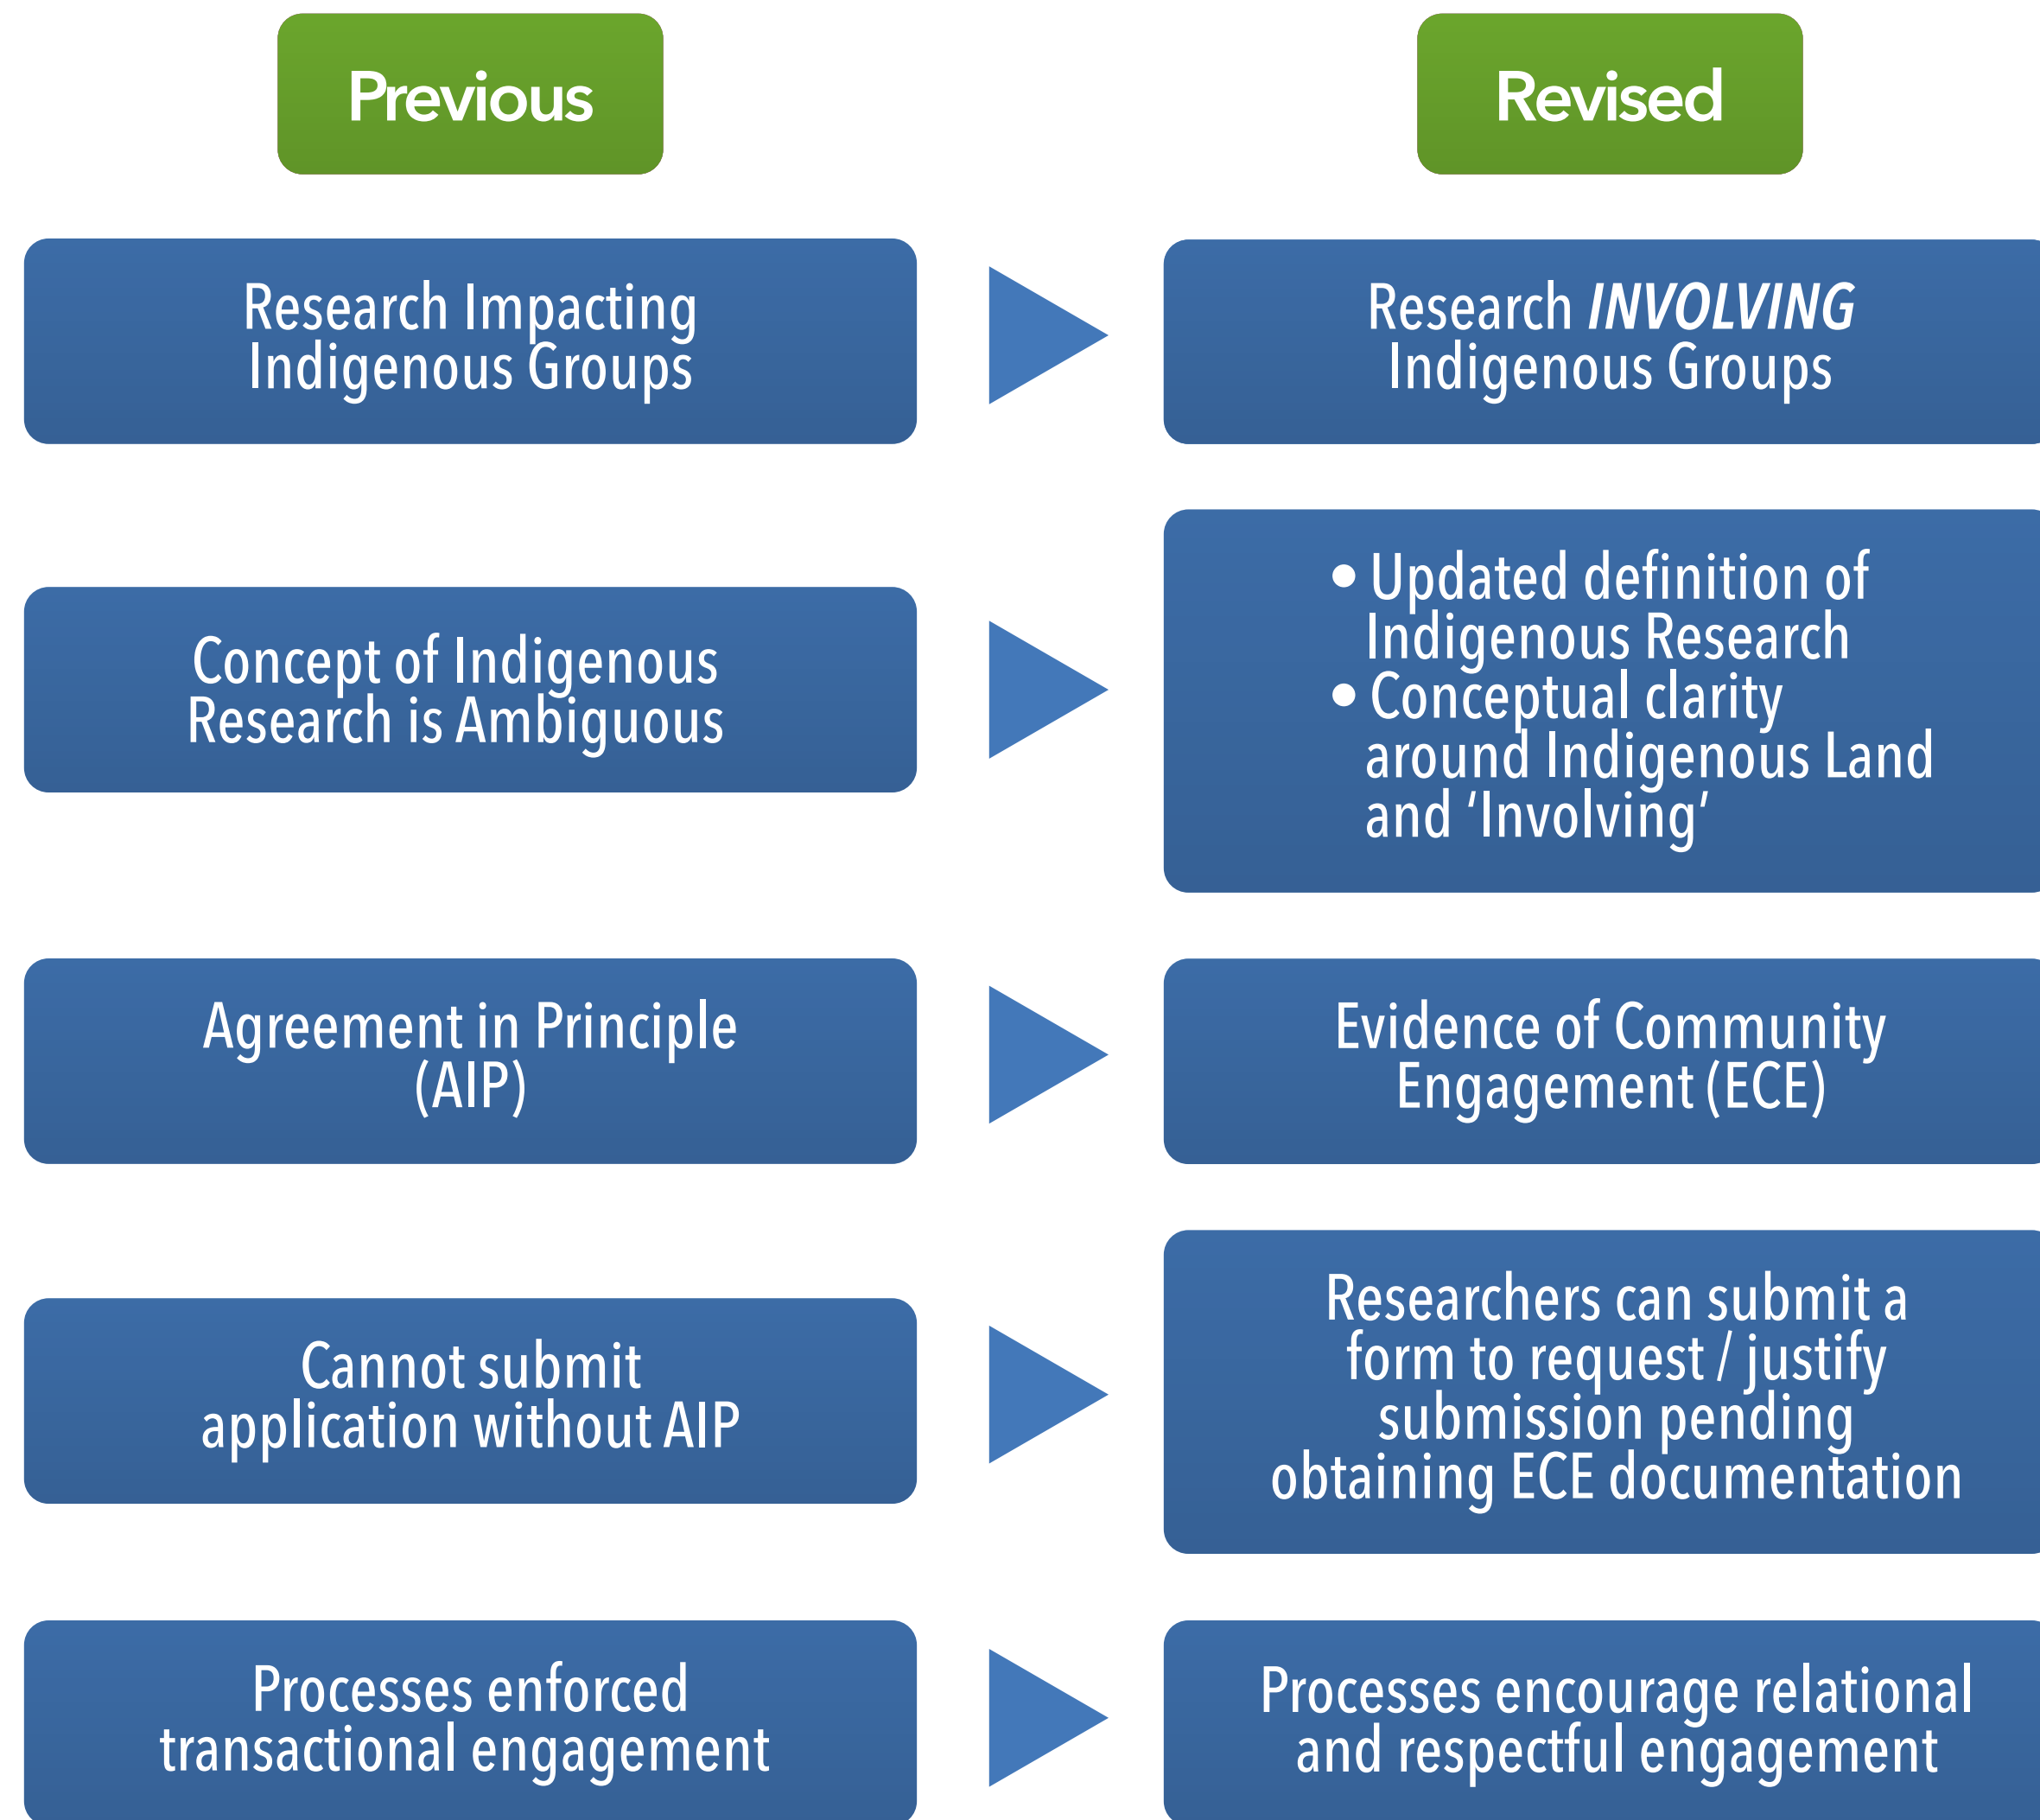 Previous
Revised
Research Impacting
Indigenous Groups
Research INVOLVING
Indigenous Groups
Concept of Indigenous
Research is Ambiguous
• Updated definition of
Indigenous Research
• Conceptual clarity
around Indigenous Land
and ‘Involving‘
Agreement in Principle
(AIP)
Evidence of Community
Engagement (ECE)
Cannot submit
application without AIP
Researchers can submit a
form to request / justify
submission pending
obtaining ECE documentation
Processes enforced
transactional engagement
Processes encourage relational
and respectful engagement